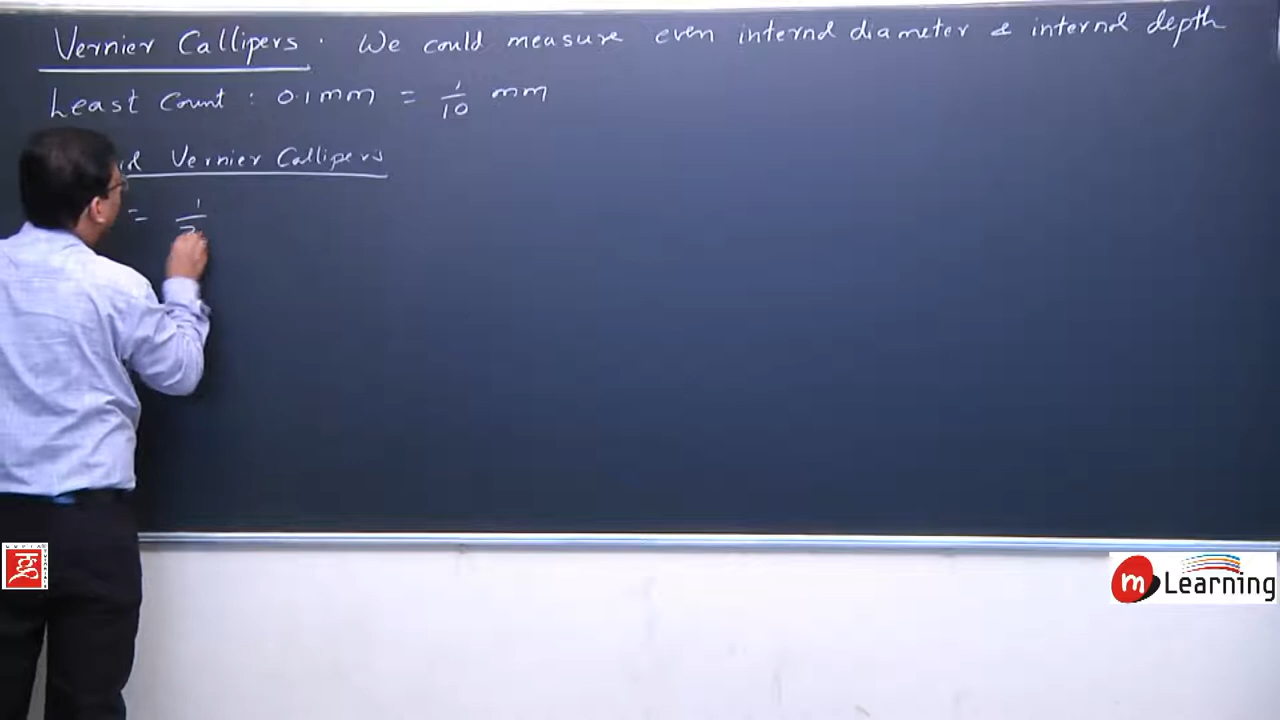 Vernier Callipers. We could measure even internal diameter & internal depth
Least Count: 0.1mm = 1/10 mm
Vernier Callipers
= 1/
m Learning